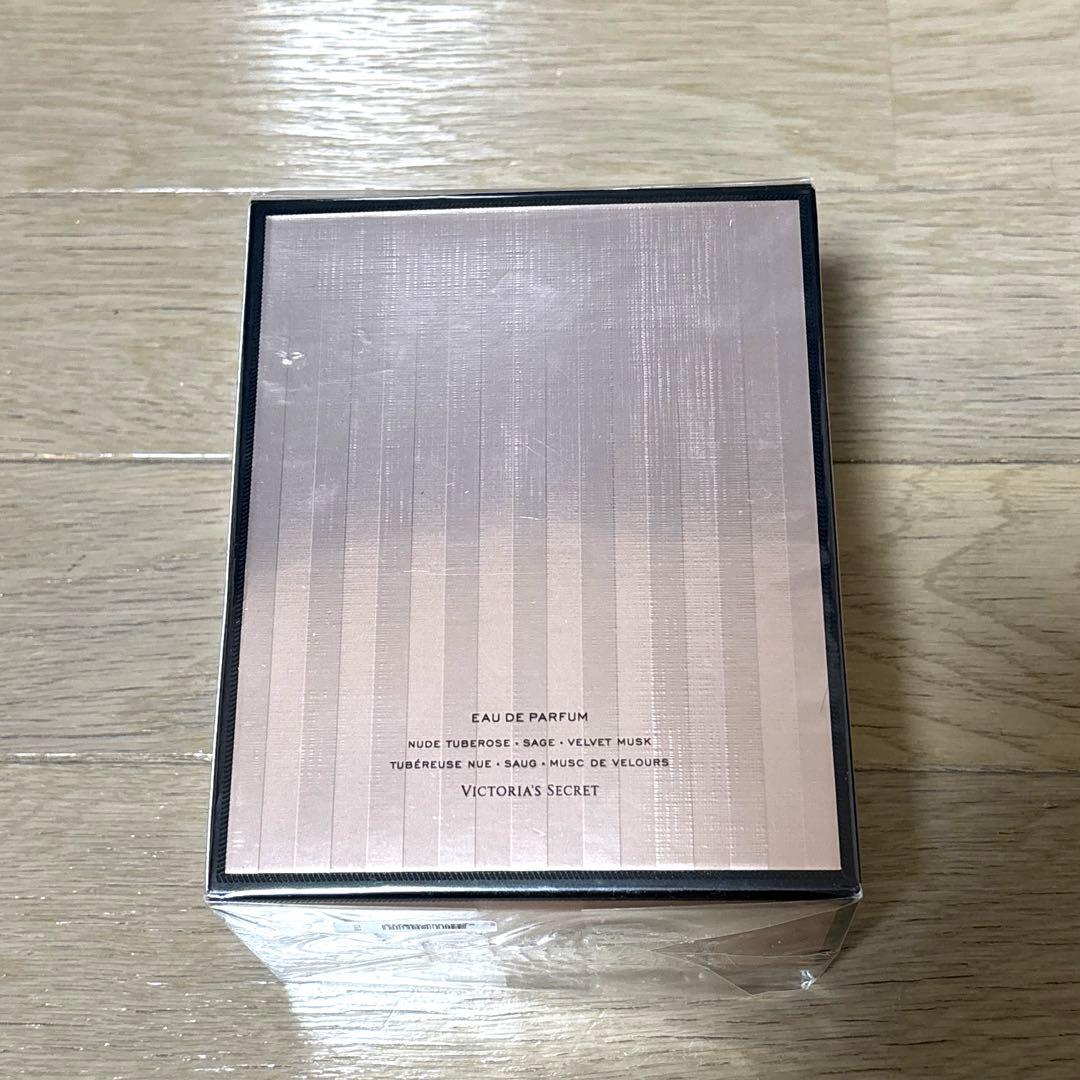 EAU DE PARFUM
NUDE TUBEROSE • SAGE • VELVET MUSK
TUBÉREUSE NUE • SAUG • MUSC DE VELOURS
VICTORIA'S SECRET